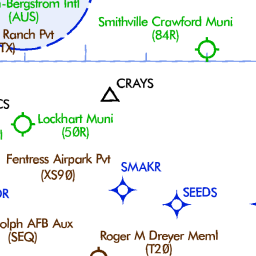 -Bergstrom Intl
(AUS)
Ranch Pvt
TX)
Smithville Crawford Muni
(84R)
CRAYS
CS
Lockhart Muni
(50R)
Fentress Airpark Pvt
(XS90)
SMAKR
SEEDS
OR
olph AFB Aux
(SEQ)
Roger M Dreyer Meml
(T20)